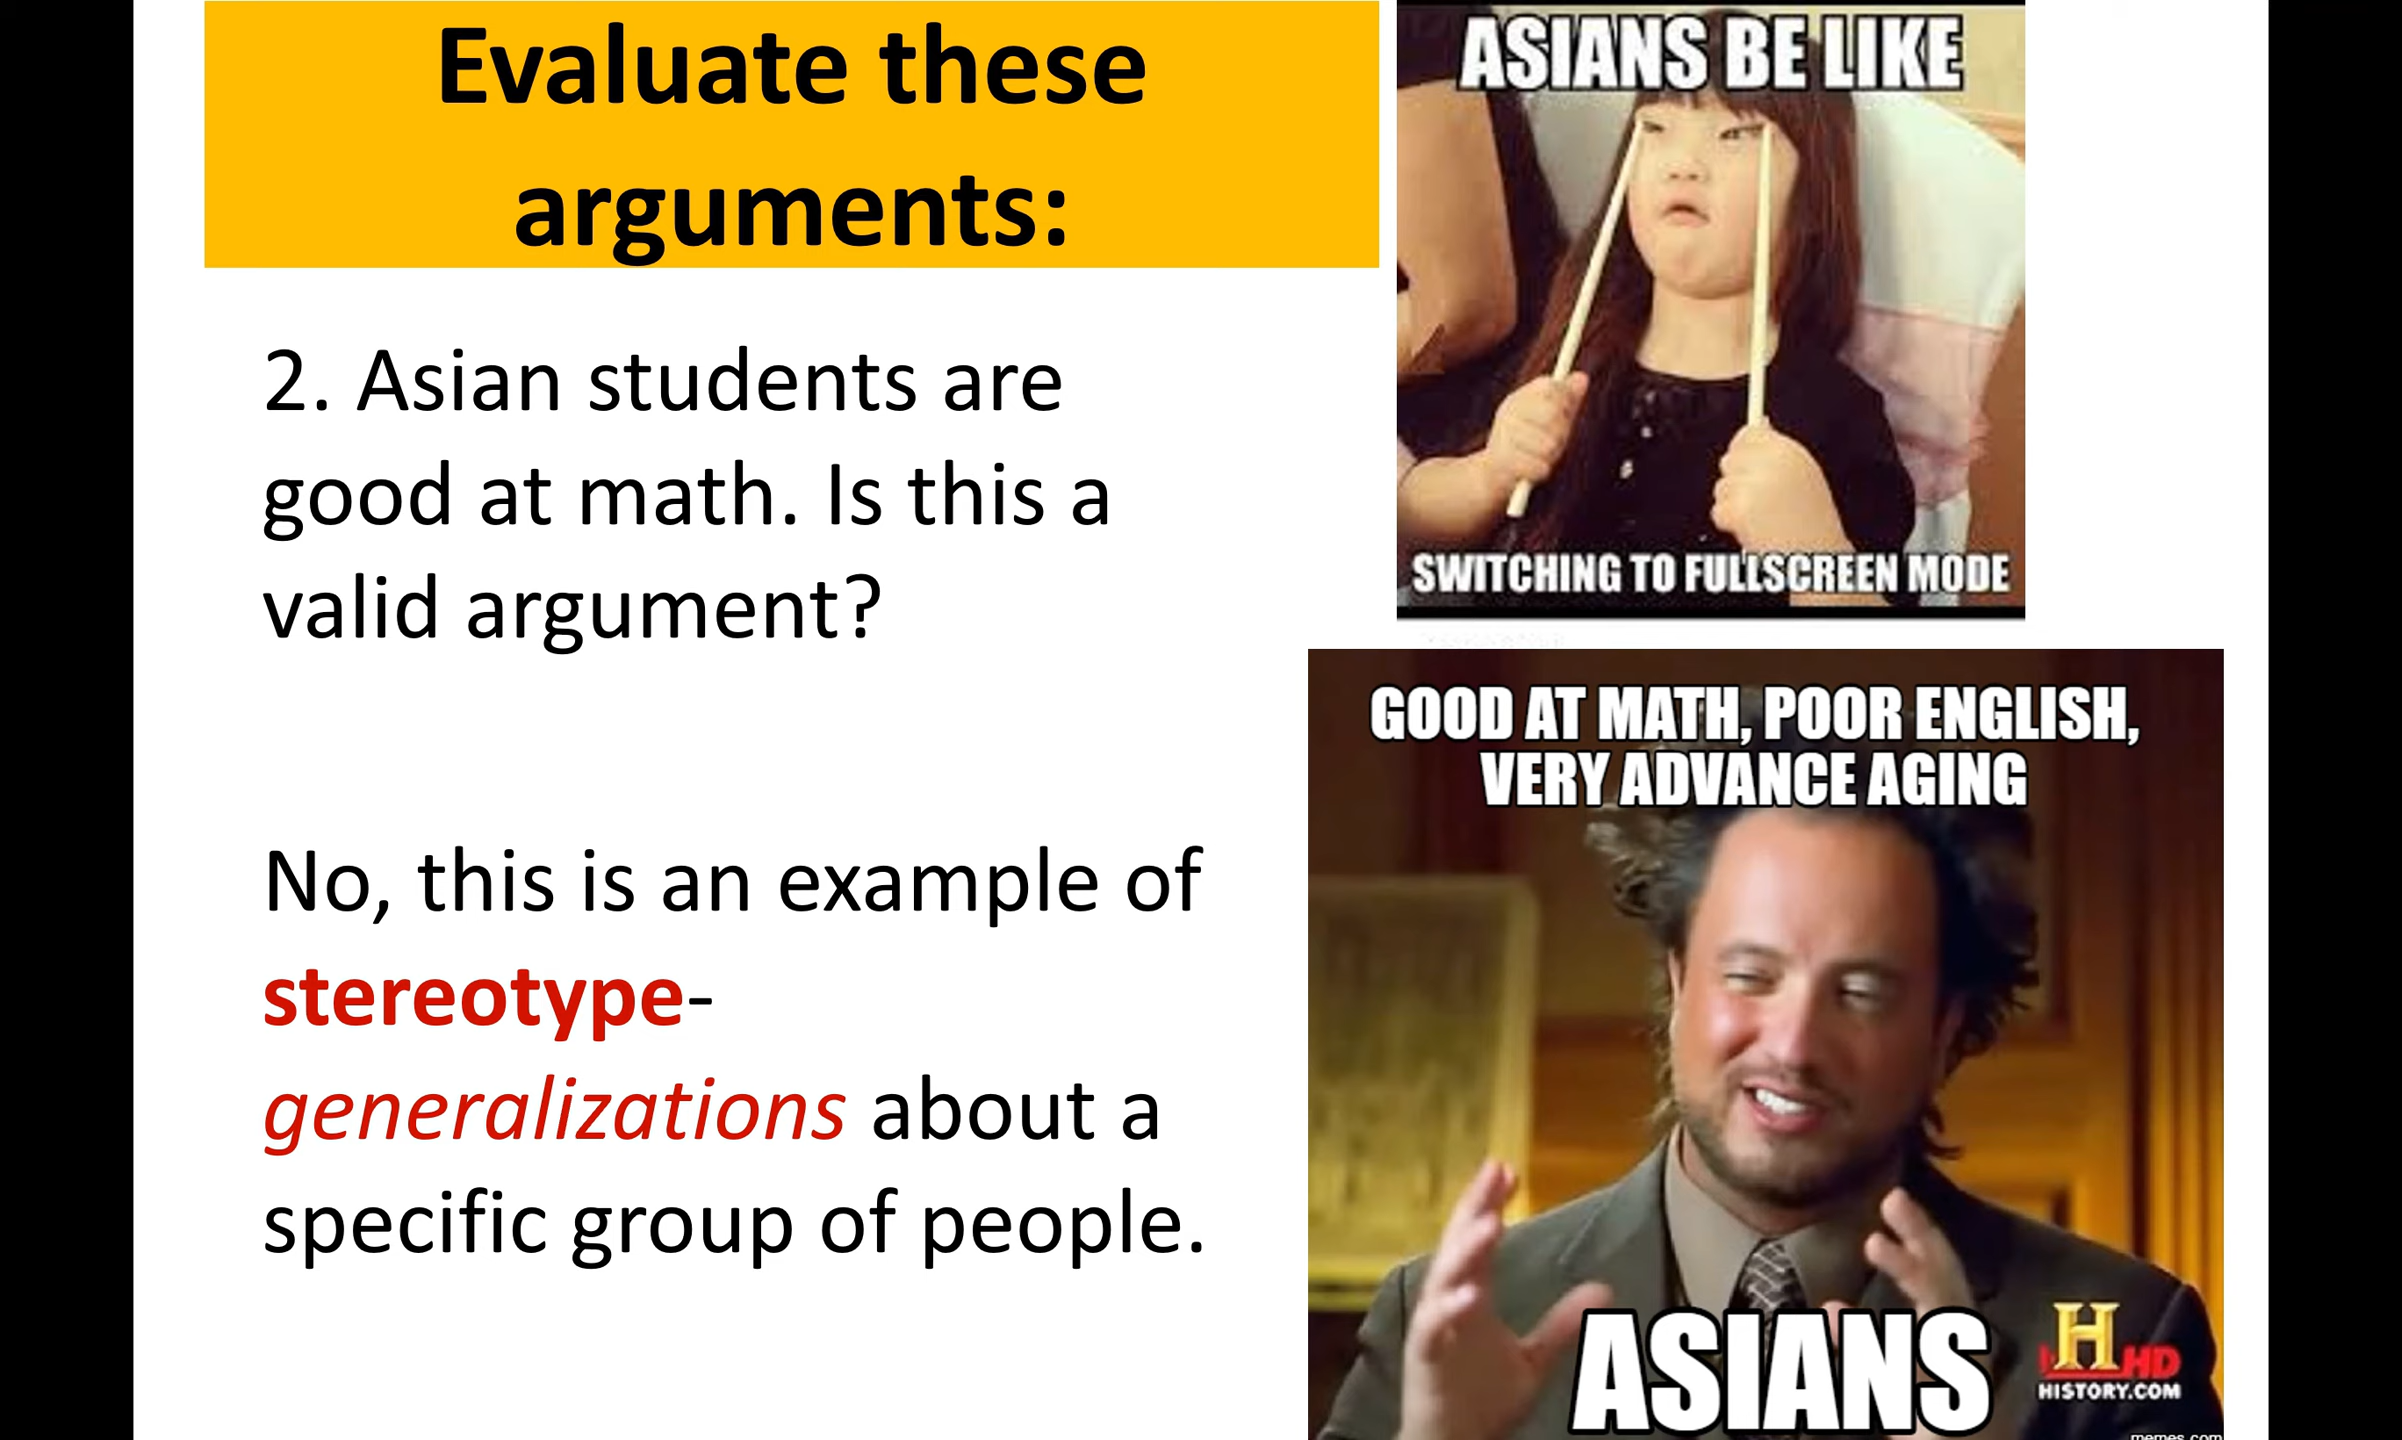 Evaluate these
arguments:
2. Asian students are
good at math. Is this a
valid argument?
No, this is an example of
stereotype-
generalizations about a
specific group of people.
ASIANS BE LIKE
SWITCHING TO FULLSCREEN MODE
GOOD AT MATH, POOR ENGLISH,
VERY ADVANCE AGING
ASIANS
H HD
HISTORY.COM
memes.com